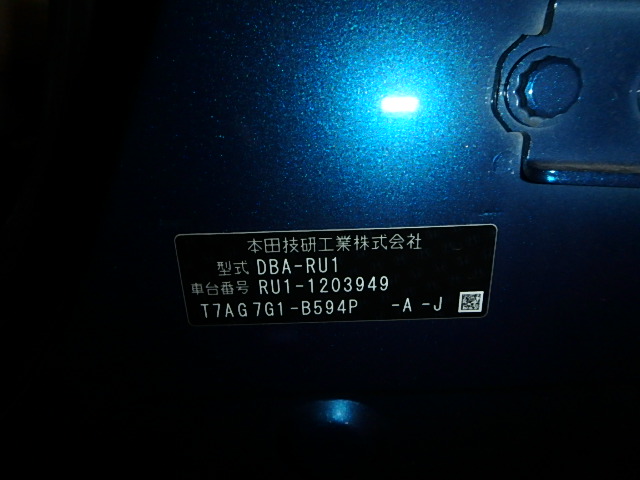 本田技研工業株式会社
型式 DBA-RU1
車台番号 RU1-1203949
T7AG7G1-B594P -A-J